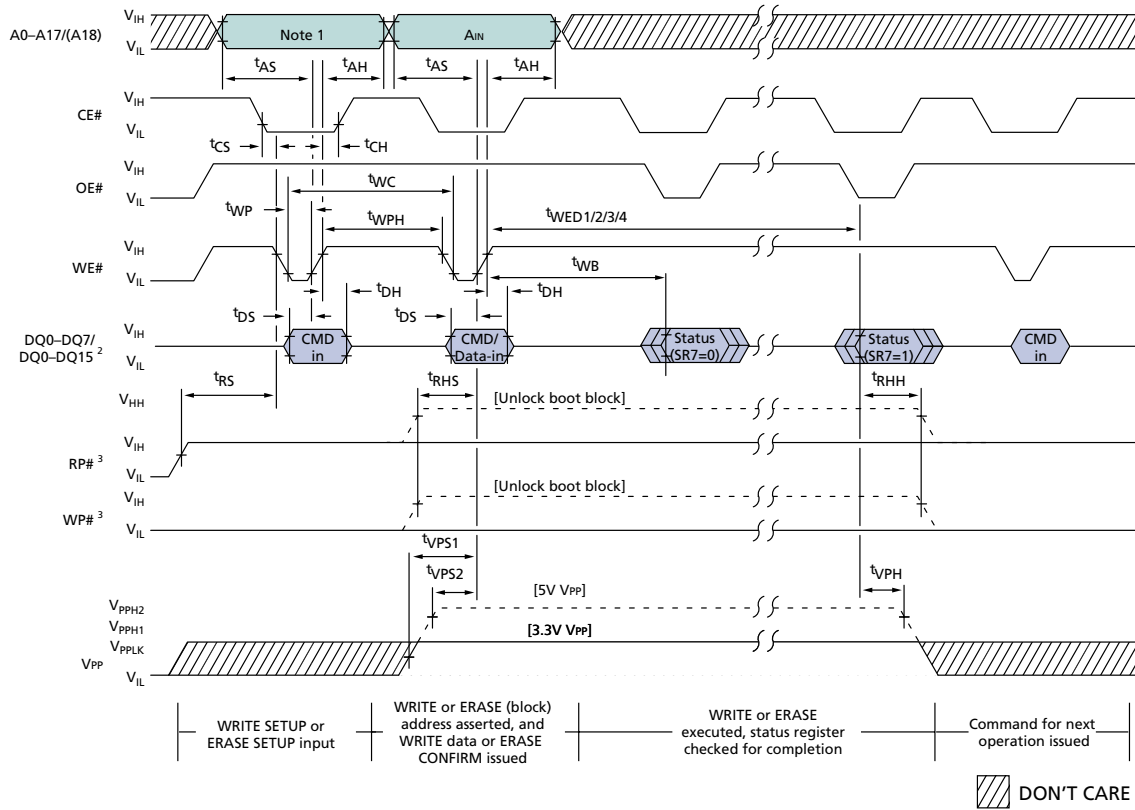 A0–A17/(A18)
VIH
VIL
Note 1
AIN
tAS
tAH
tAS
tAH
CE#
VIH
VIL
tCS
tCH
OE#
VIH
VIL
tWC
tWP
tWPH
tWED1/2/3/4
WE#
VIH
VIL
tWB
tDH
tDH
tDS
tDS
DQ0–DQ7/
DQ0–DQ15 2
VIH
VIL
CMD
in
CMD/
Data-in
Status
(SR7=0)
Status
(SR7=1)
CMD
in
tRS
tRHS
tRHH
VHH
[Unlock boot block]
VIH
RP# 3
VIL
VIH
[Unlock boot block]
WP# 3
VIL
tVPS1
tVPS2
tVPH
VPPH2
[5V VPP]
VPPH1
[3.3V VPP]
VPPLK
VPP
VIL
WRITE SETUP or
ERASE SETUP input
WRITE or ERASE (block)
address asserted, and
WRITE data or ERASE
CONFIRM issued
WRITE or ERASE
executed, status register
checked for completion
Command for next
operation issued
DON'T CARE